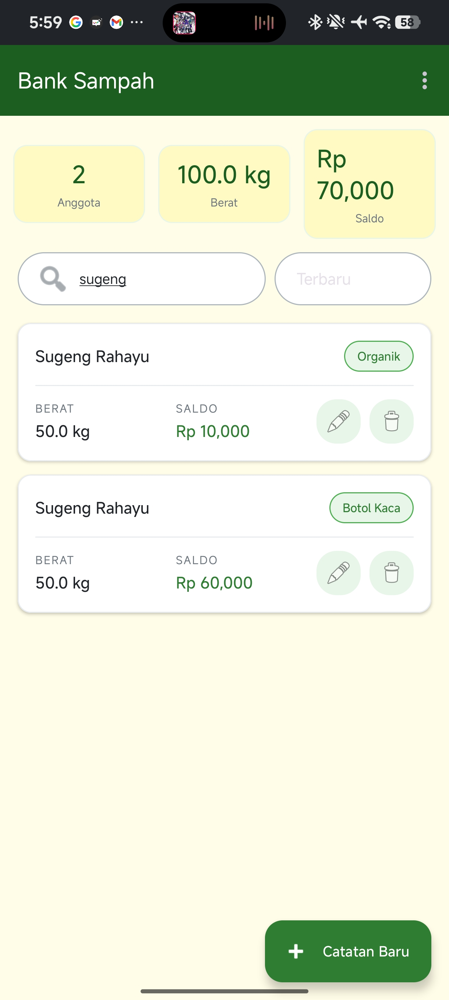 5:59
58
Bank Sampah
2
Anggota
100.0 kg
Berat
Rp
70,000
Saldo
sugeng
Terbaru
Sugeng Rahayu
Organik
BERAT
SALDO
50.0 kg
Rp 10,000
Sugeng Rahayu
Botol Kaca
BERAT
SALDO
50.0 kg
Rp 60,000
+ Catatan Baru